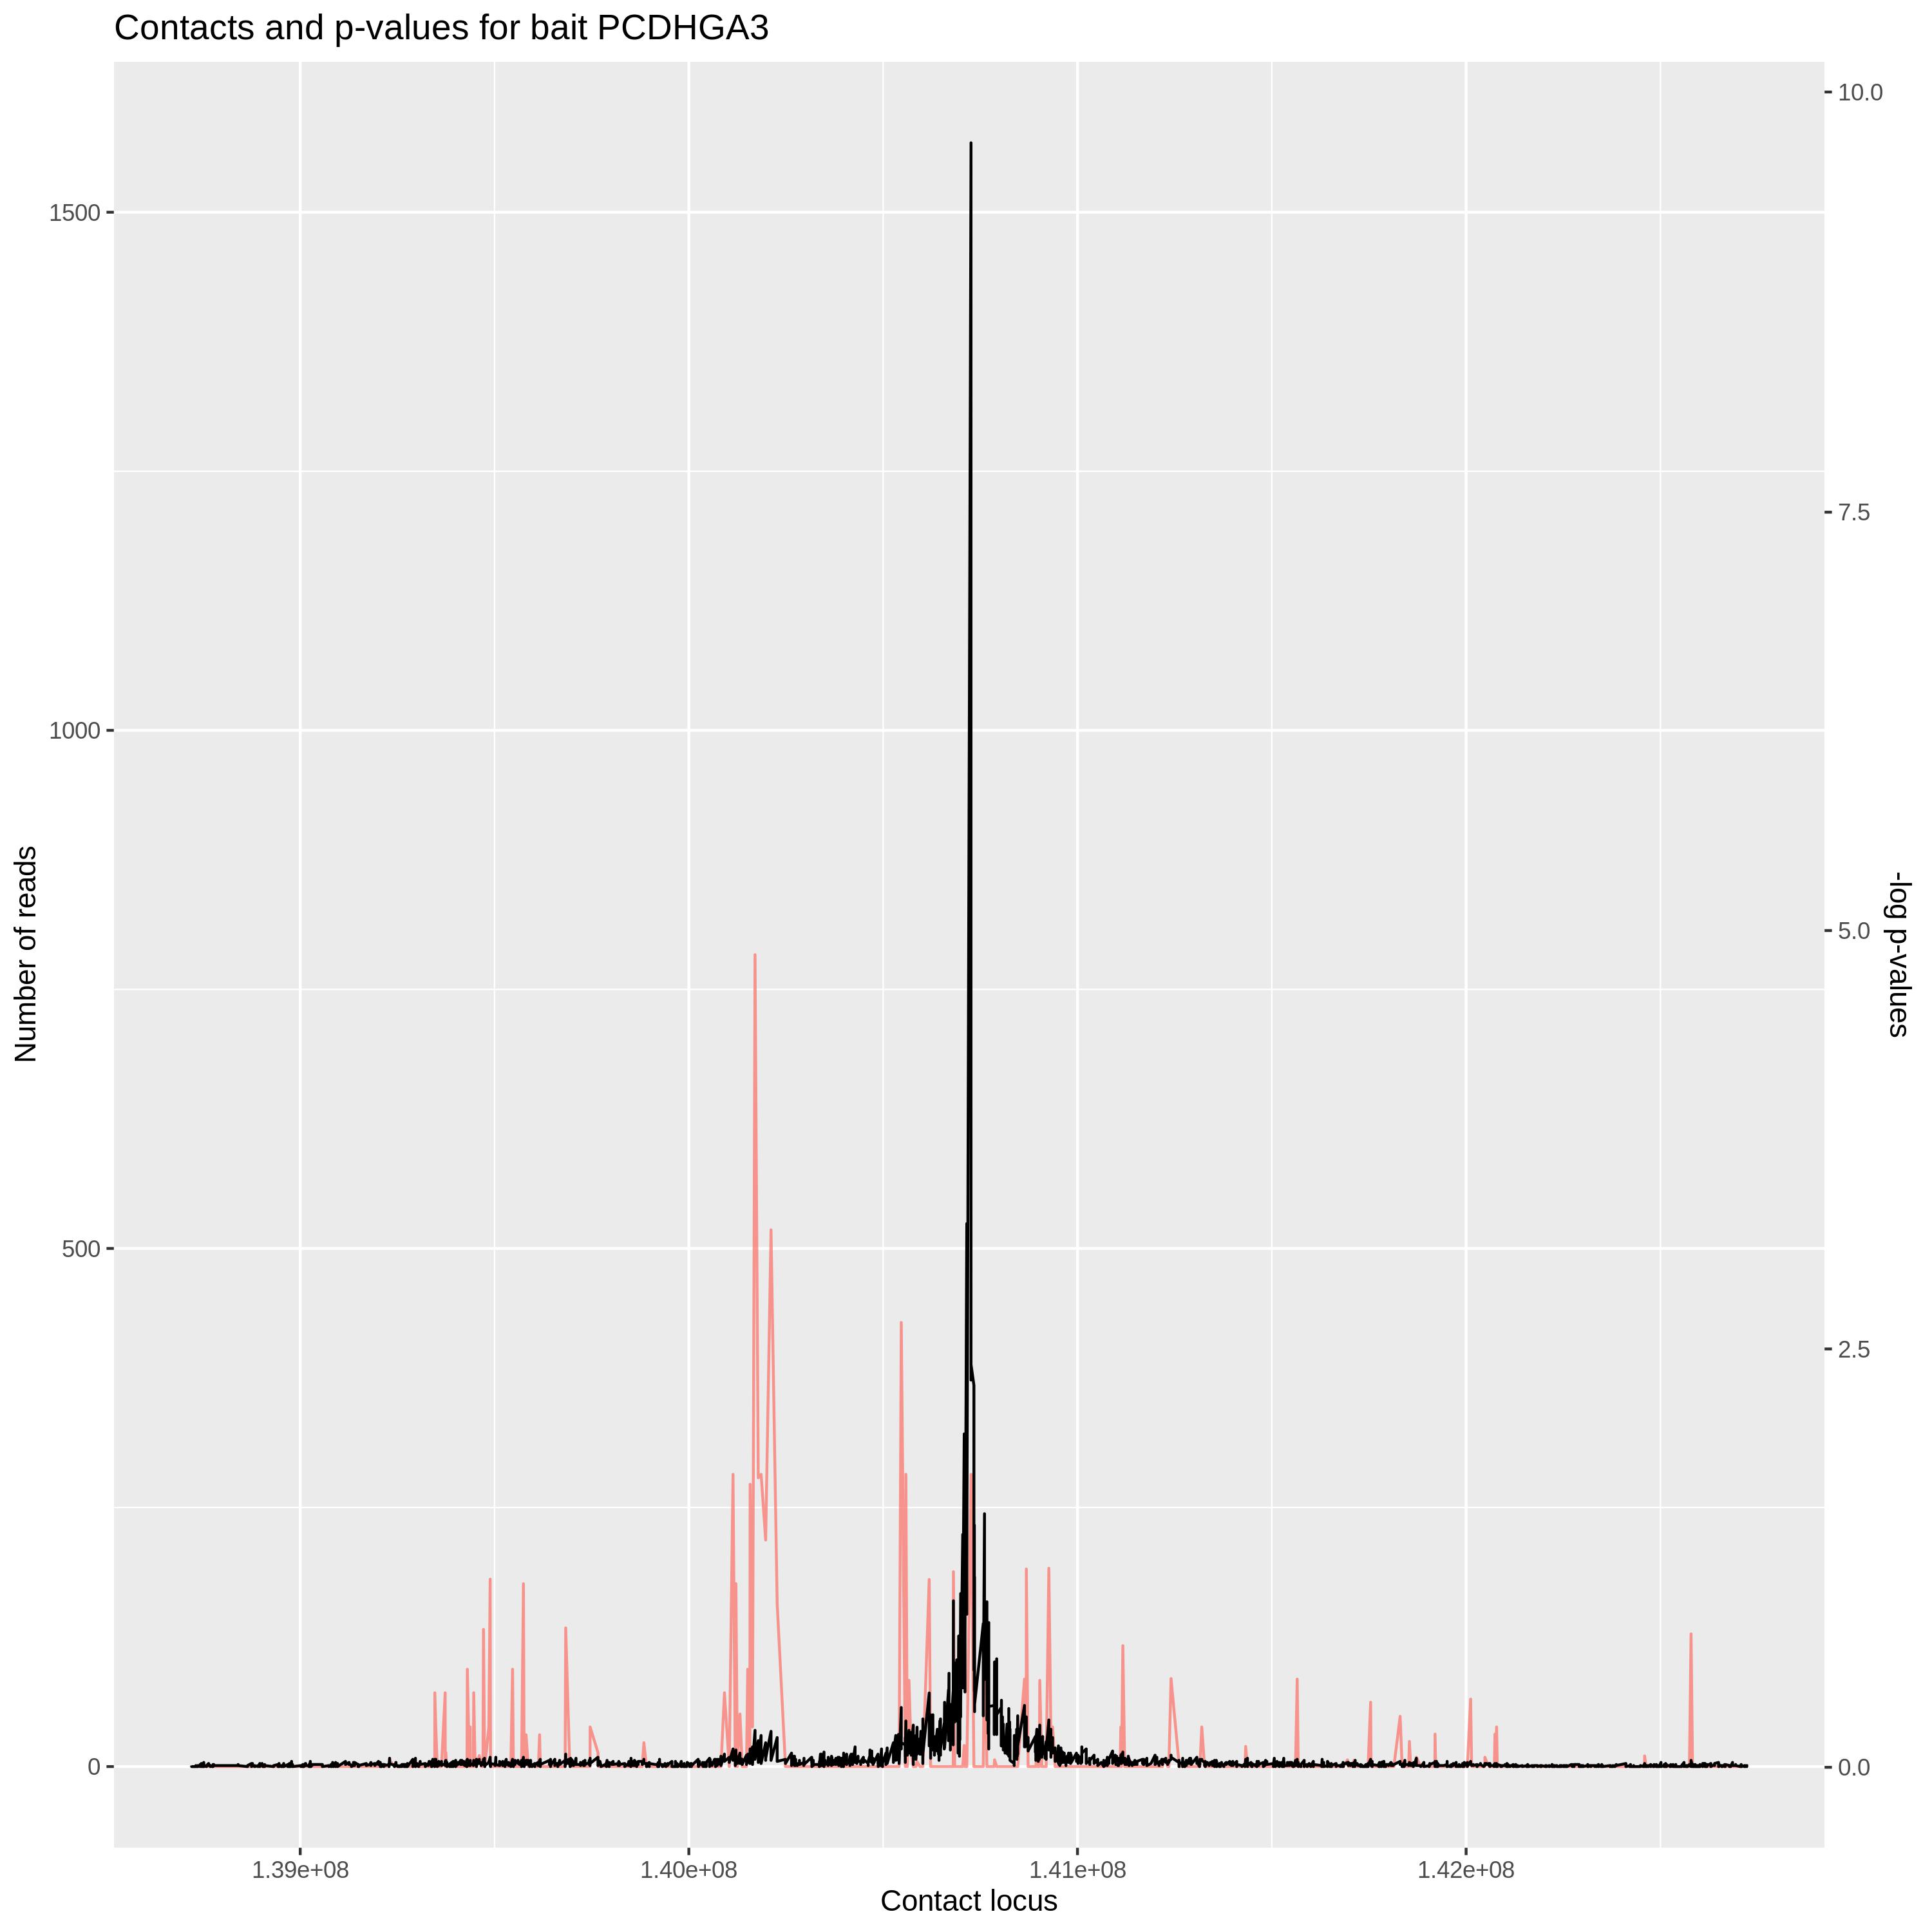 Contacts and p-values for bait PCDHGA3
10.0
1500
7.5
1000
5.0
Number of reads
-log p-values
500
2.5
0
0.0
1.39e+08
1.40e+08
1.41e+08
1.42e+08
Contact locus